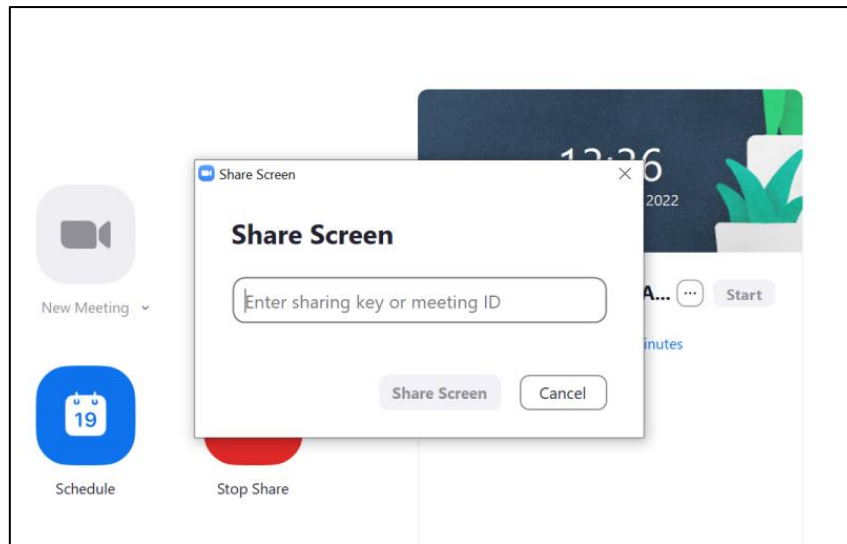 Share Screen
2022
Share Screen
Enter sharing key or meeting ID
New Meeting
A... ... Start
inutes
Share Screen Cancel
19
Schedule Stop Share